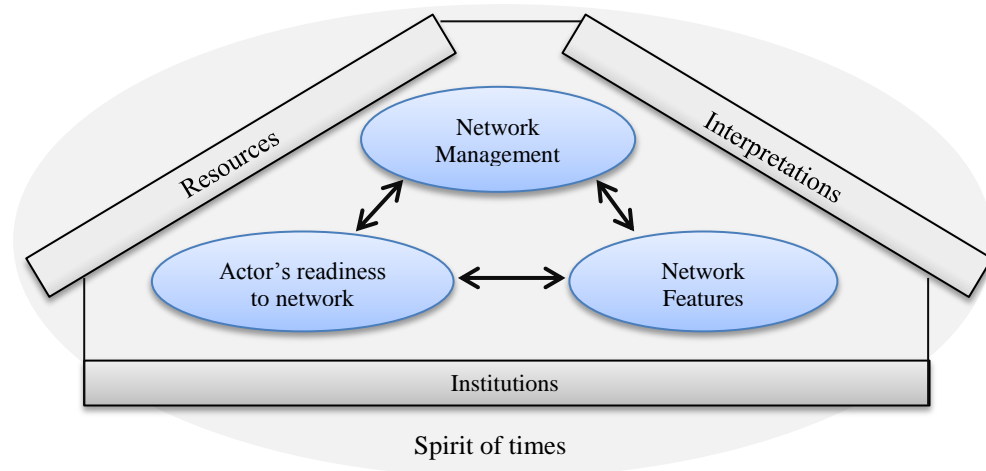 Resources
Interpretations
Network
Management
Actor’s readiness
to network
Network
Features
Institutions
Spirit of times